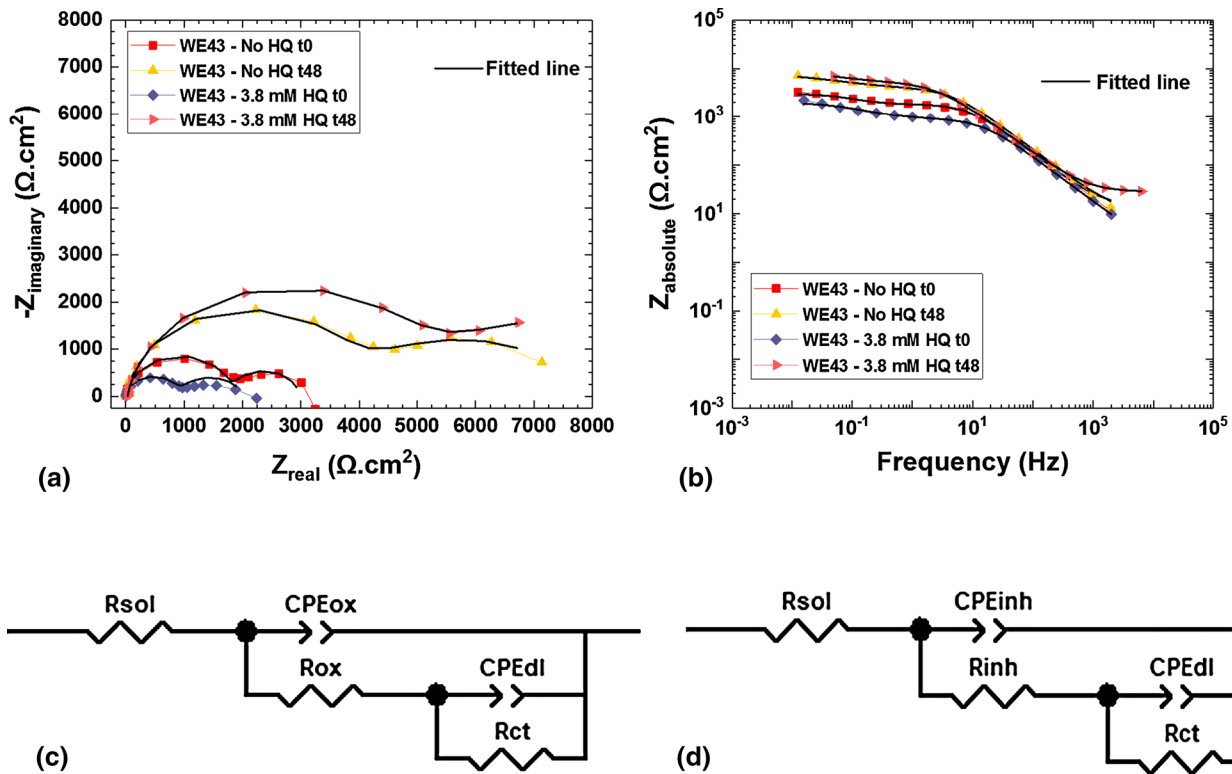 8000
7000
6000
5000
4000
3000
2000
1000
0
-Zimaginary (Ω.cm²)
WE43 - No HQ t0
WE43 - No HQ t48
WE43 - 3.8 mM HQ t0
WE43 - 3.8 mM HQ t48
Fitted line
0 1000 2000 3000 4000 5000 6000 7000 8000
Zreal (Ω.cm²)
(a)
10⁵
10³
10¹
10⁻¹
10⁻³
Zabsolute (Ω.cm²)
Fitted line
WE43 - No HQ t0
WE43 - No HQ t48
WE43 - 3.8 mM HQ t0
WE43 - 3.8 mM HQ t48
10⁻³ 10⁻¹ 10¹ 10³ 10⁵
Frequency (Hz)
(b)
Rsol
CPEox
Rox
CPEdl
Rct
(c)
Rsol
CPEinh
Rinh
CPEdl
Rct
(d)